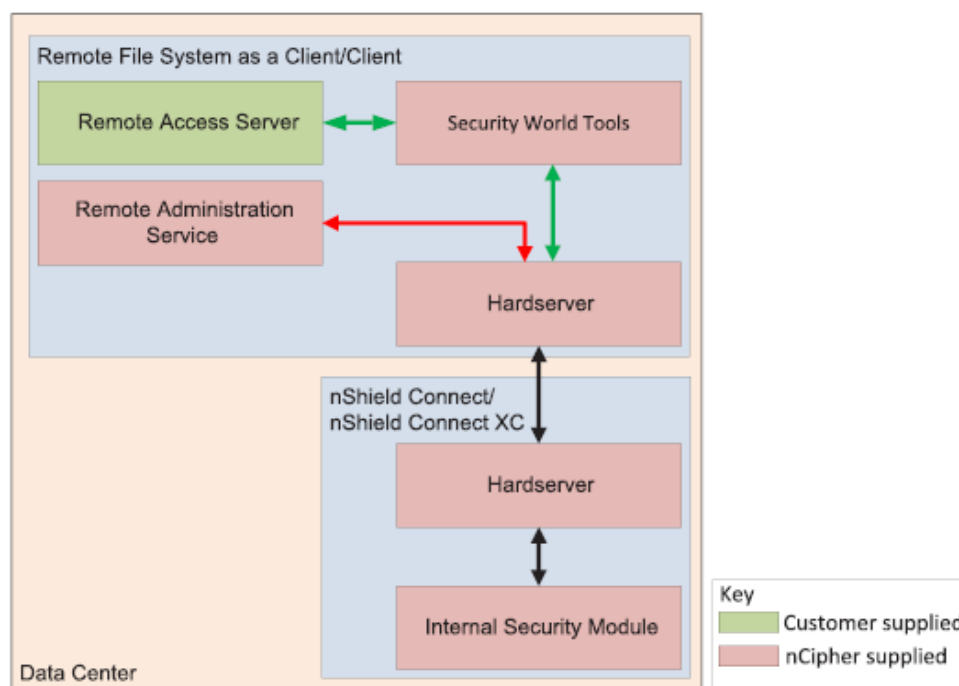 Remote File System as a Client/Client
Remote Access Server
Security World Tools
Remote Administration
Service
Hardserver
nShield Connect/
nShield Connect XC
Hardserver
Internal Security Module
Data Center
Key
Customer supplied
nCipher supplied